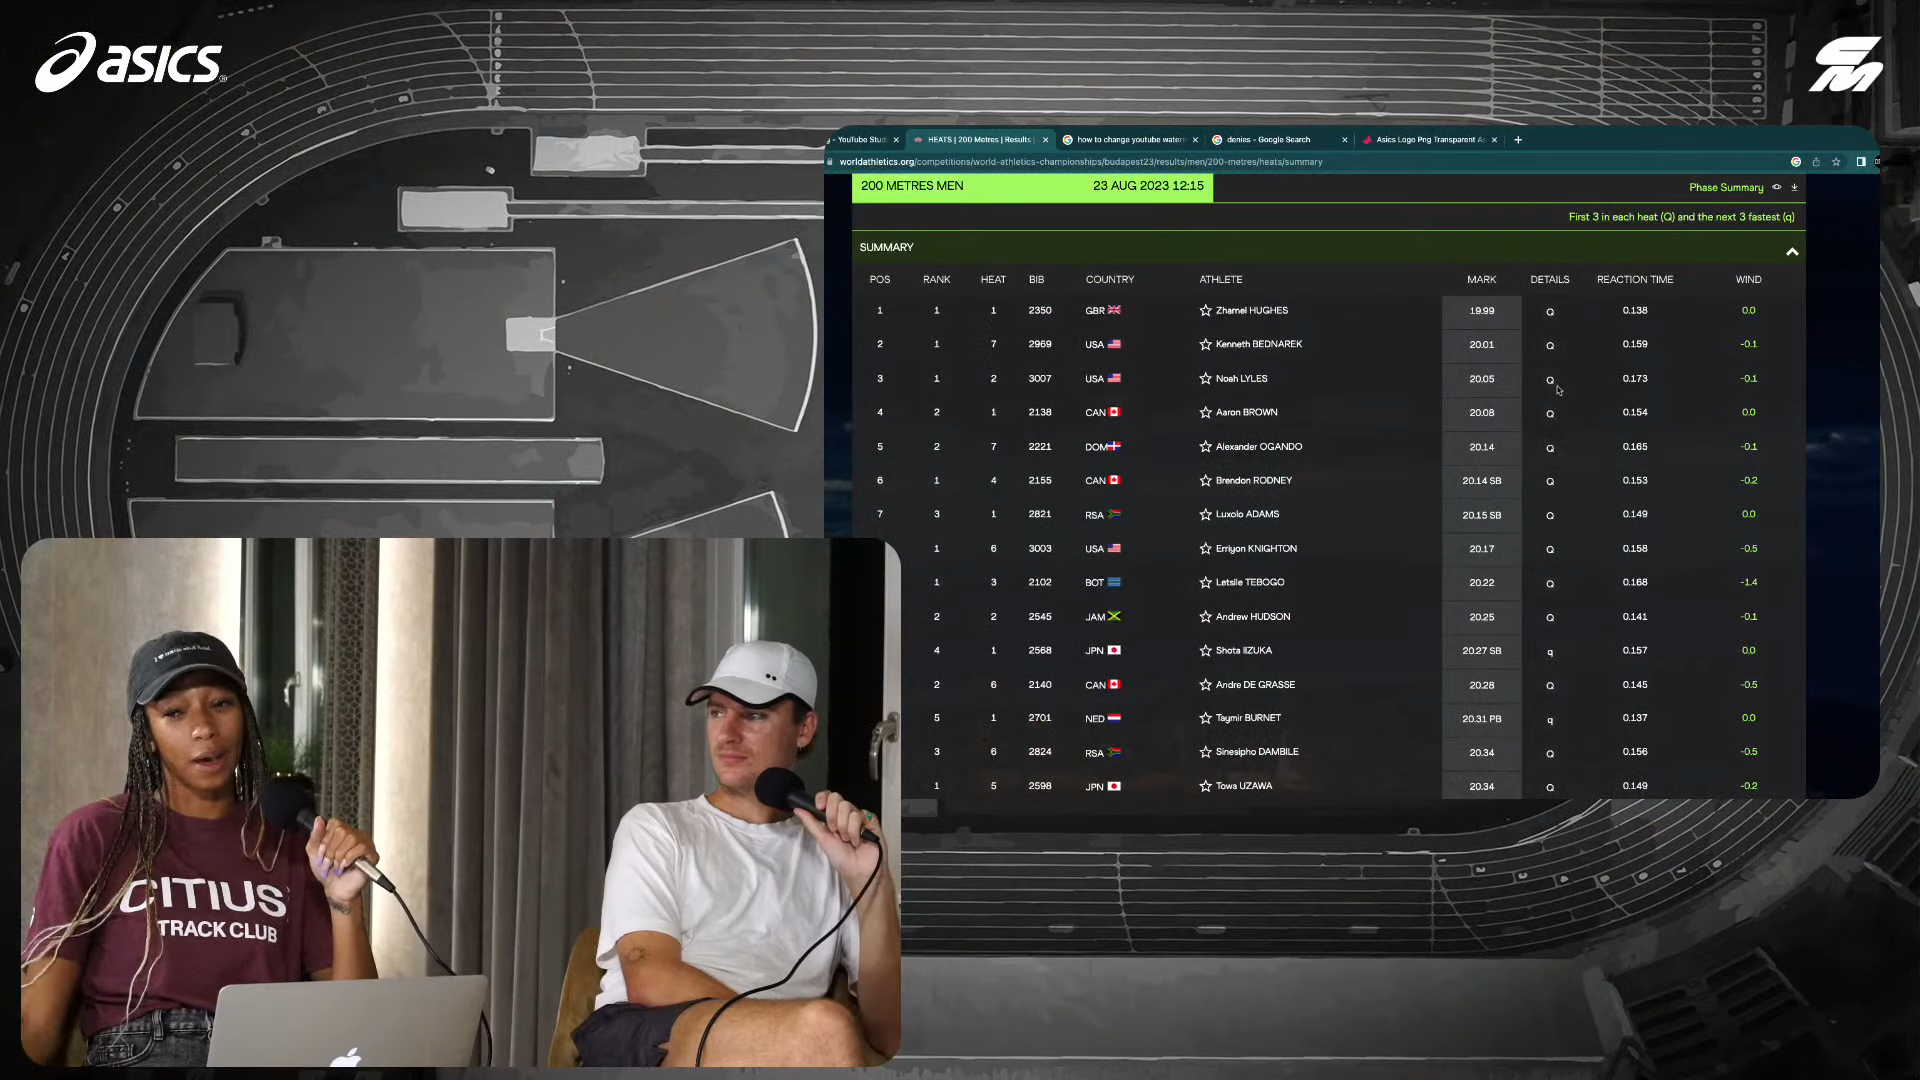 asics
- YouTube Studi
HEATS | 200 Metres | Results |
how to change youtube waterm
denies - Google Search
Asics Logo Png Transparent As
worldathletics.org/competitions/world-athletics-championships/budapest23/results/men/200-metres/heats/summary
200 METRES MEN 23 AUG 2023 12:15 Phase Summary
First 3 in each heat (Q) and the next 3 fastest (q)
SUMMARY
POS RANK HEAT BIB COUNTRY ATHLETE MARK DETAILS REACTION TIME WIND
1 1 1 2350 GBR Zharnel HUGHES 19.99 Q 0.138 0.0
2 1 7 2969 USA Kenneth BEDNAREK 20.01 Q 0.159 -0.1
3 1 2 3007 USA Noah LYLES 20.05 Q 0.173 -0.1
4 2 1 2138 CAN Aaron BROWN 20.08 Q 0.154 0.0
5 2 7 2221 DOM Alexander OGANDO 20.14 Q 0.165 -0.1
6 1 4 2155 CAN Brendon RODNEY 20.14 SB Q 0.153 -0.2
7 3 1 2821 RSA Luxolo ADAMS 20.15 SB Q 0.149 0.0
1 6 3003 USA Erriyon KNIGHTON 20.17 Q 0.158 -0.5
1 3 2102 BOT Letsile TEBOGO 20.22 Q 0.168 -1.4
2 2 2545 JAM Andrew HUDSON 20.25 Q 0.141 -0.1
4 1 2568 JPN Shota IIZUKA 20.27 SB q 0.157 0.0
2 6 2140 CAN Andre DE GRASSE 20.28 Q 0.145 -0.5
5 1 2701 NED Taymir BURNET 20.31 PB q 0.137 0.0
3 6 2824 RSA Sinesipho DAMBILE 20.34 Q 0.156 -0.5
1 5 2598 JPN Towa UZAWA 20.34 Q 0.149 -0.2
CITIUS
TRACK CLUB